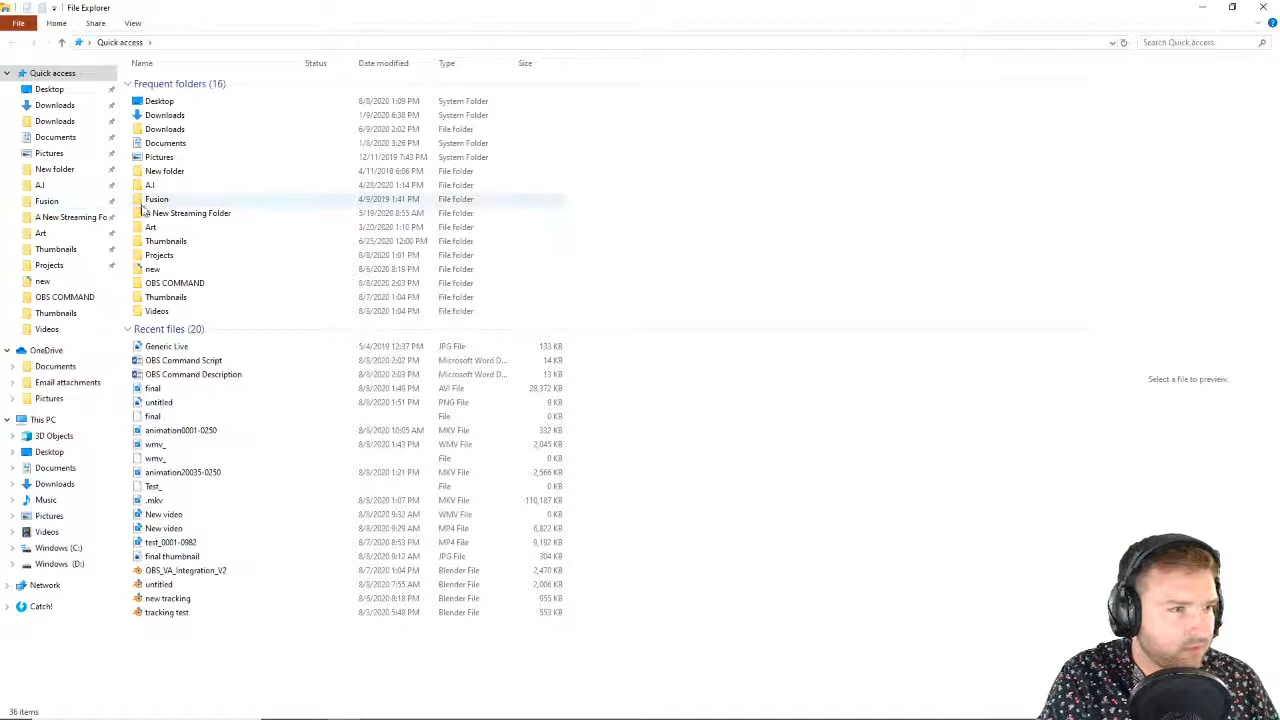 File Explorer
File Home Share View
Quick access
Search Quick access
Name Status Date modified Type Size
Quick access
Desktop
Downloads
Downloads
Documents
Pictures
New folder
A.I
Fusion
A New Streaming Fo
Art
Thumbnails
Projects
new
OBS COMMAND
Thumbnails
Videos
OneDrive
Documents
Email attachments
Pictures
This PC
3D Objects
Desktop
Documents
Downloads
Music
Pictures
Videos
Windows (C:)
Windows (D:)
Network
Catch!
Frequent folders (16)
Desktop 8/8/2020 1:09 PM System Folder
Downloads 1/9/2020 6:38 PM System Folder
Downloads 6/9/2020 2:02 PM File folder
Documents 1/8/2020 3:26 PM System Folder
Pictures 12/11/2019 7:43 PM System Folder
New folder 4/11/2018 6:06 PM File folder
A.I 4/28/2020 1:14 PM File folder
Fusion 4/9/2019 1:41 PM File folder
A New Streaming Folder 5/19/2020 8:55 AM File folder
Art 3/20/2020 1:10 PM File folder
Thumbnails 6/25/2020 12:00 PM File folder
Projects 8/8/2020 1:01 PM File folder
new 8/6/2020 8:19 PM File folder
OBS COMMAND 8/8/2020 2:03 PM File folder
Thumbnails 8/7/2020 1:04 PM File folder
Videos 8/8/2020 1:04 PM File folder
Recent files (20)
Generic Live 5/4/2019 12:37 PM JPG File 133 KB
OBS Command Script 8/8/2020 2:02 PM Microsoft Word D... 14 KB
OBS Command Description 8/8/2020 2:03 PM Microsoft Word D... 13 KB
final 8/8/2020 1:49 PM AVI File 28,372 KB
untitled 8/8/2020 1:51 PM PNG File 9 KB
final File 0 KB
animation0001-0250 8/8/2020 10:05 AM MKV File 332 KB
wmv_ 8/8/2020 1:43 PM WMV File 2,045 KB
wmv_ File 0 KB
animation20035-0250 8/8/2020 1:21 PM MKV File 2,566 KB
Test_ File 0 KB
.mkv 8/8/2020 1:07 PM MKV File 110,187 KB
New video 8/8/2020 9:32 AM WMV File 0 KB
New video 8/8/2020 9:29 AM MP4 File 6,822 KB
test_0001-0982 8/7/2020 8:53 PM MP4 File 9,192 KB
final thumbnail 8/8/2020 9:12 AM JPG File 304 KB
OBS_VA_Integration_V2 8/7/2020 1:04 PM Blender File 2,470 KB
untitled 8/8/2020 7:55 AM Blender File 2,006 KB
new tracking 8/6/2020 8:18 PM Blender File 955 KB
tracking test 8/3/2020 5:48 PM Blender File 553 KB
Select a file to preview.
36 items